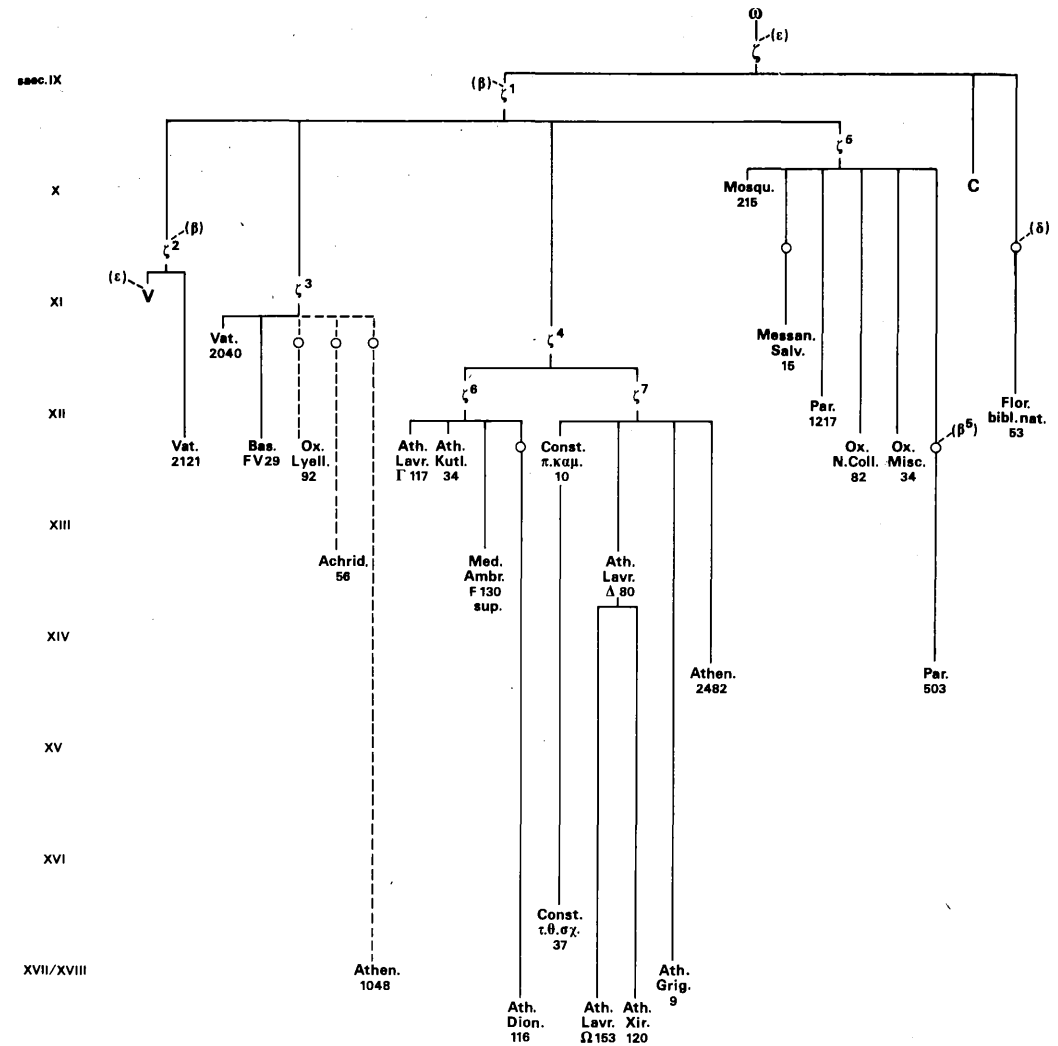 ω
(ε)
ζ
saec. IX
(β)
ζ¹
ζ⁵
X
Mosqu.
215
C
(β)
ζ²
(δ)
(ε)
V
ζ³
XI
Vat.
2040
ζ⁴
Messan.
Salv.
15
ζ⁶
ζ⁷
Par.
1217
Flor.
bibl.nat.
53
XII
Vat.
2121
Bas.
FV29
Ox.
Lyell.
92
Ath.
Lavr.
Γ 117
Ath.
Kutl.
34
Const.
π.καμ.
10
Ox.
N.Coll.
82
Ox.
Misc.
34
(β⁵)
XIII
Achrid.
56
Med.
Ambr.
F 130
sup.
Ath.
Lavr.
Δ 80
XIV
Athen.
2482
Par.
503
XV
XVI
Const.
τ.θ.σχ.
37
XVII/XVIII
Athen.
1048
Ath.
Grig.
9
Ath.
Dion.
116
Ath.
Lavr.
Ω 153
Ath.
Xir.
120